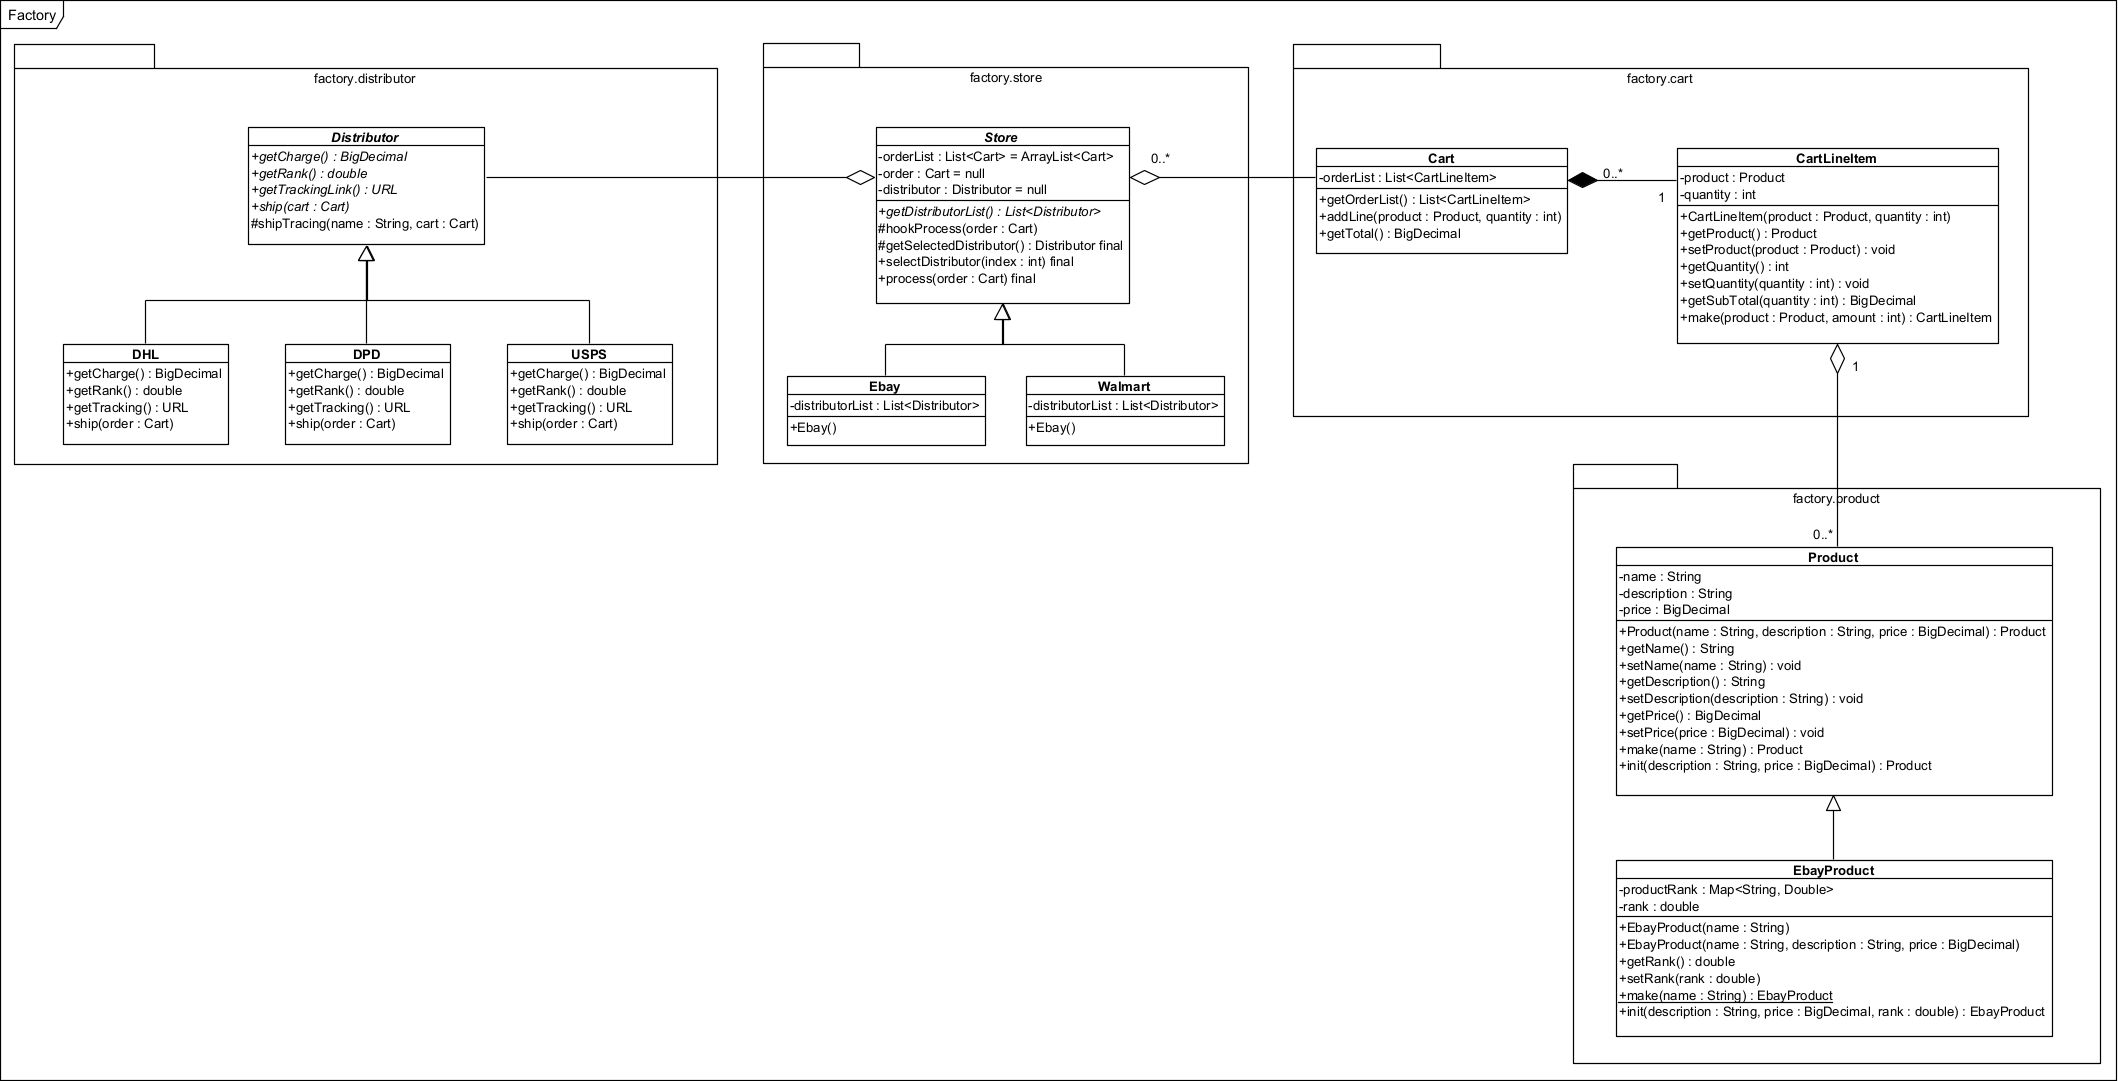 Factory
factory.distributor
Distributor
+getCharge() : BigDecimal
+getRank() : double
+getTrackingLink() : URL
+ship(cart : Cart)
#shipTracing(name : String, cart : Cart)
DHL
+getCharge() : BigDecimal
+getRank() : double
+getTracking() : URL
+ship(order : Cart)
DPD
+getCharge() : BigDecimal
+getRank() : double
+getTracking() : URL
+ship(order : Cart)
USPS
+getCharge() : BigDecimal
+getRank() : double
+getTracking() : URL
+ship(order : Cart)
factory.store
Store
-orderList : List<Cart> = ArrayList<Cart>
-order : Cart = null
-distributor : Distributor = null
+getDistributorList() : List<Distributor>
#hookProcess(order : Cart)
#getSelectedDistributor() : Distributor final
+selectDistributor(index : int) final
+process(order : Cart) final
0..*
Ebay
-distributorList : List<Distributor>
+Ebay()
Walmart
-distributorList : List<Distributor>
+Ebay()
factory.cart
Cart
-orderList : List<CartLineItem>
+getOrderList() : List<CartLineItem>
+addLine(product : Product, quantity : int)
+getTotal() : BigDecimal
0..*
1
CartLineItem
-product : Product
-quantity : int
+CartLineItem(product : Product, quantity : int)
+getProduct() : Product
+setProduct(product : Product) : void
+getQuantity() : int
+setQuantity(quantity : int) : void
+getSubTotal(quantity : int) : BigDecimal
+make(product : Product, amount : int) : CartLineItem
1
factory.product
0..*
Product
-name : String
-description : String
-price : BigDecimal
+Product(name : String, description : String, price : BigDecimal) : Product
+getName() : String
+setName(name : String) : void
+getDescription() : String
+setDescription(description : String) : void
+getPrice() : BigDecimal
+setPrice(price : BigDecimal) : void
+make(name : String) : Product
+init(description : String, price : BigDecimal) : Product
EbayProduct
-productRank : Map<String, Double>
-rank : double
+EbayProduct(name : String)
+EbayProduct(name : String, description : String, price : BigDecimal)
+getRank() : double
+setRank(rank : double)
+make(name : String) : EbayProduct
+init(description : String, price : BigDecimal, rank : double) : EbayProduct